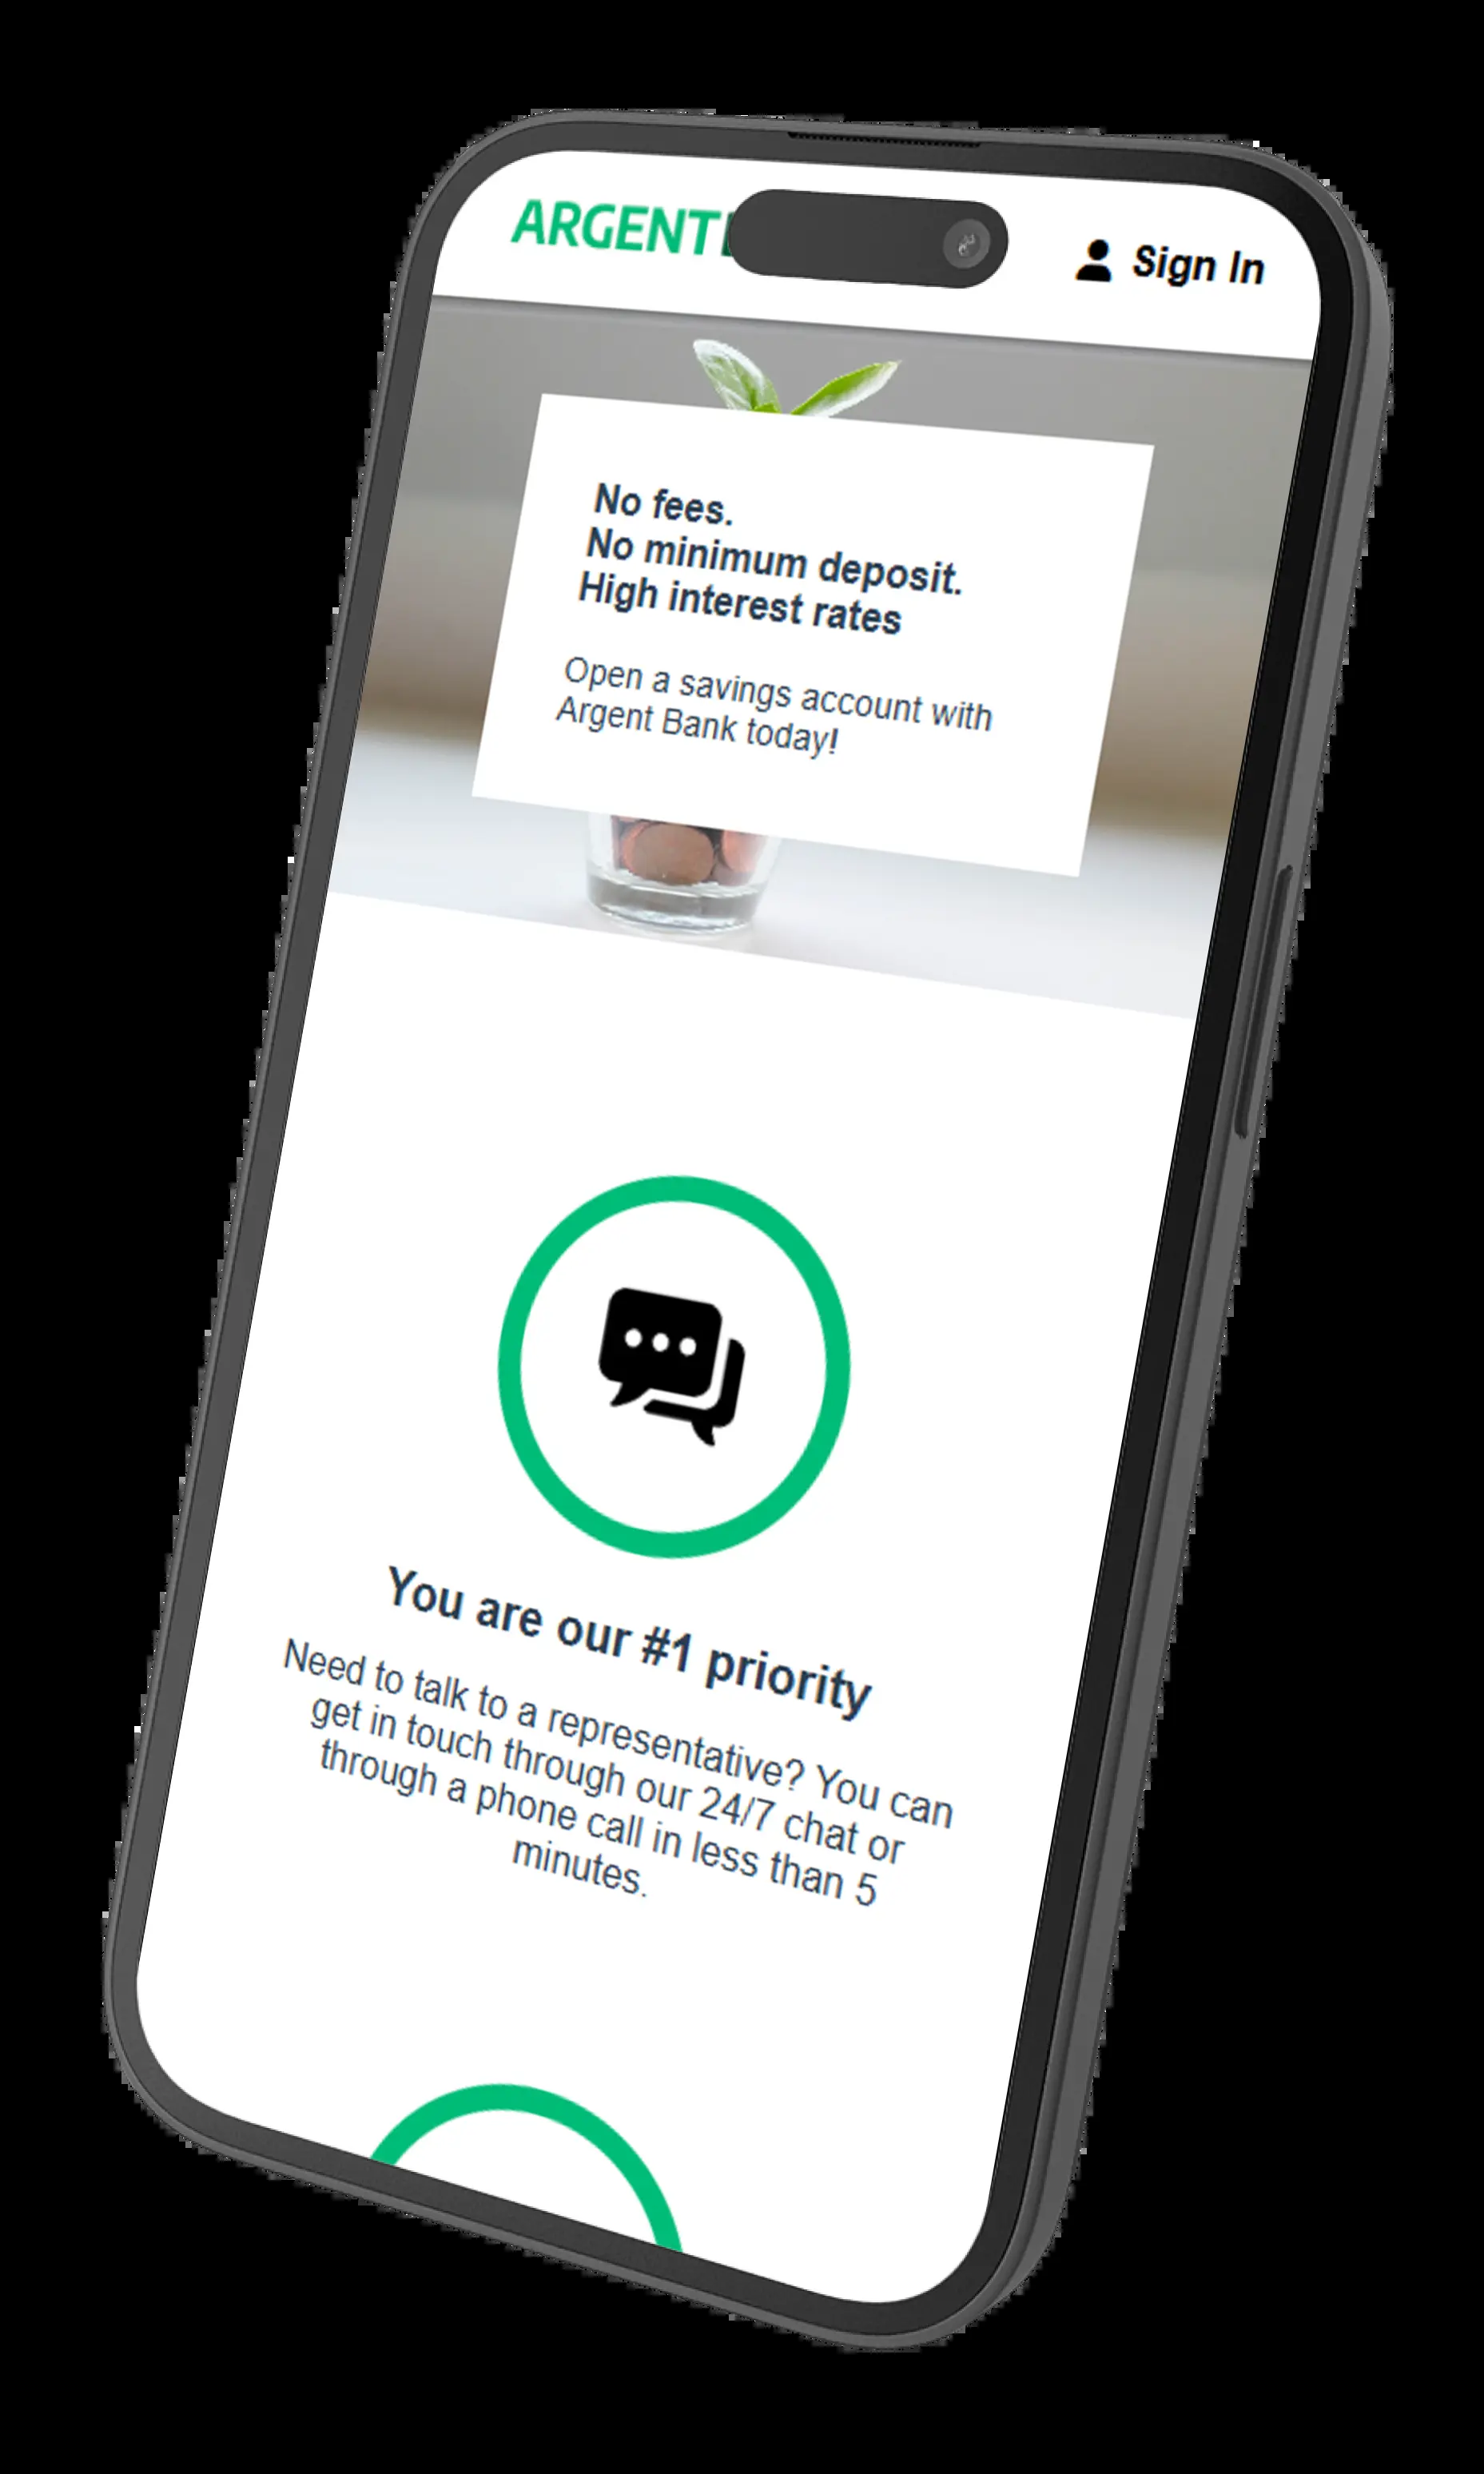 ARGENT
Sign In
No fees.
No minimum deposit.
High interest rates
Open a savings account with
Argent Bank today!
You are our #1 priority
Need to talk to a representative? You can
get in touch through our 24/7 chat or
through a phone call in less than 5
minutes.